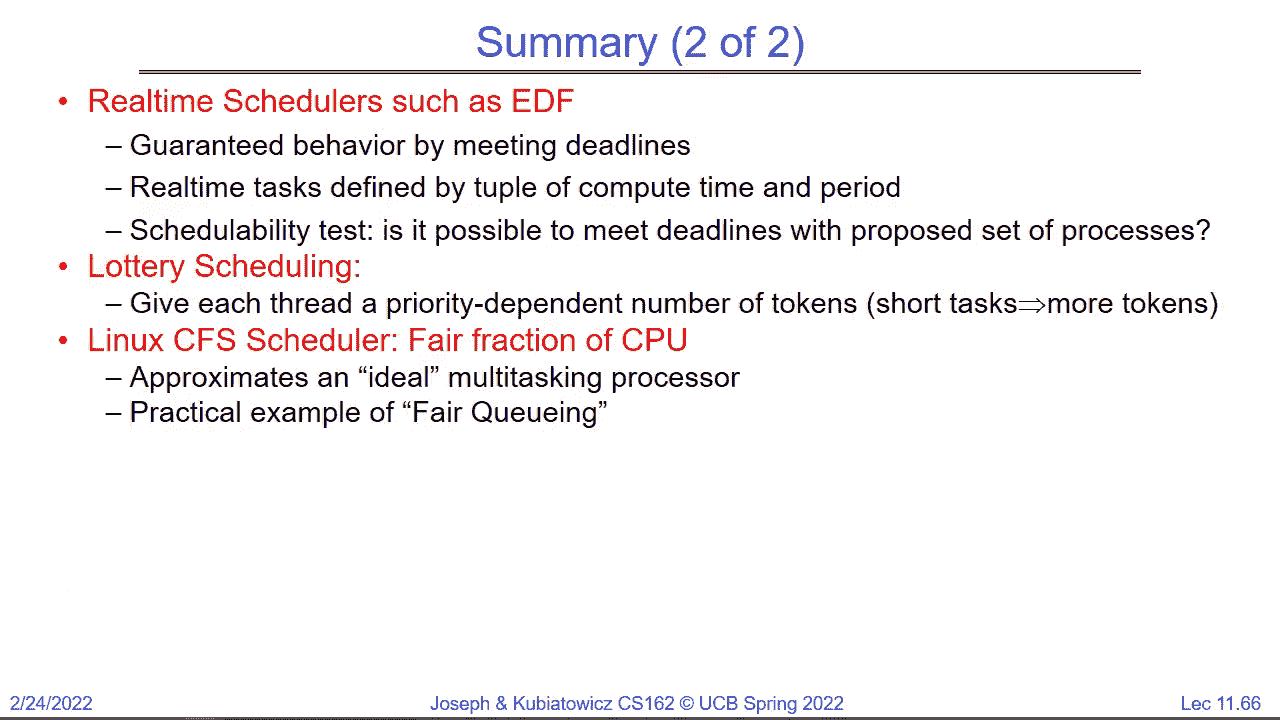 Summary (2 of 2)
• Realtime Schedulers such as EDF
– Guaranteed behavior by meeting deadlines
– Realtime tasks defined by tuple of compute time and period
– Schedulability test: is it possible to meet deadlines with proposed set of processes?
• Lottery Scheduling:
– Give each thread a priority-dependent number of tokens (short tasks⇒more tokens)
• Linux CFS Scheduler: Fair fraction of CPU
– Approximates an “ideal” multitasking processor
– Practical example of “Fair Queueing”
2/24/2022 Joseph & Kubiatowicz CS162 © UCB Spring 2022 Lec 11.66